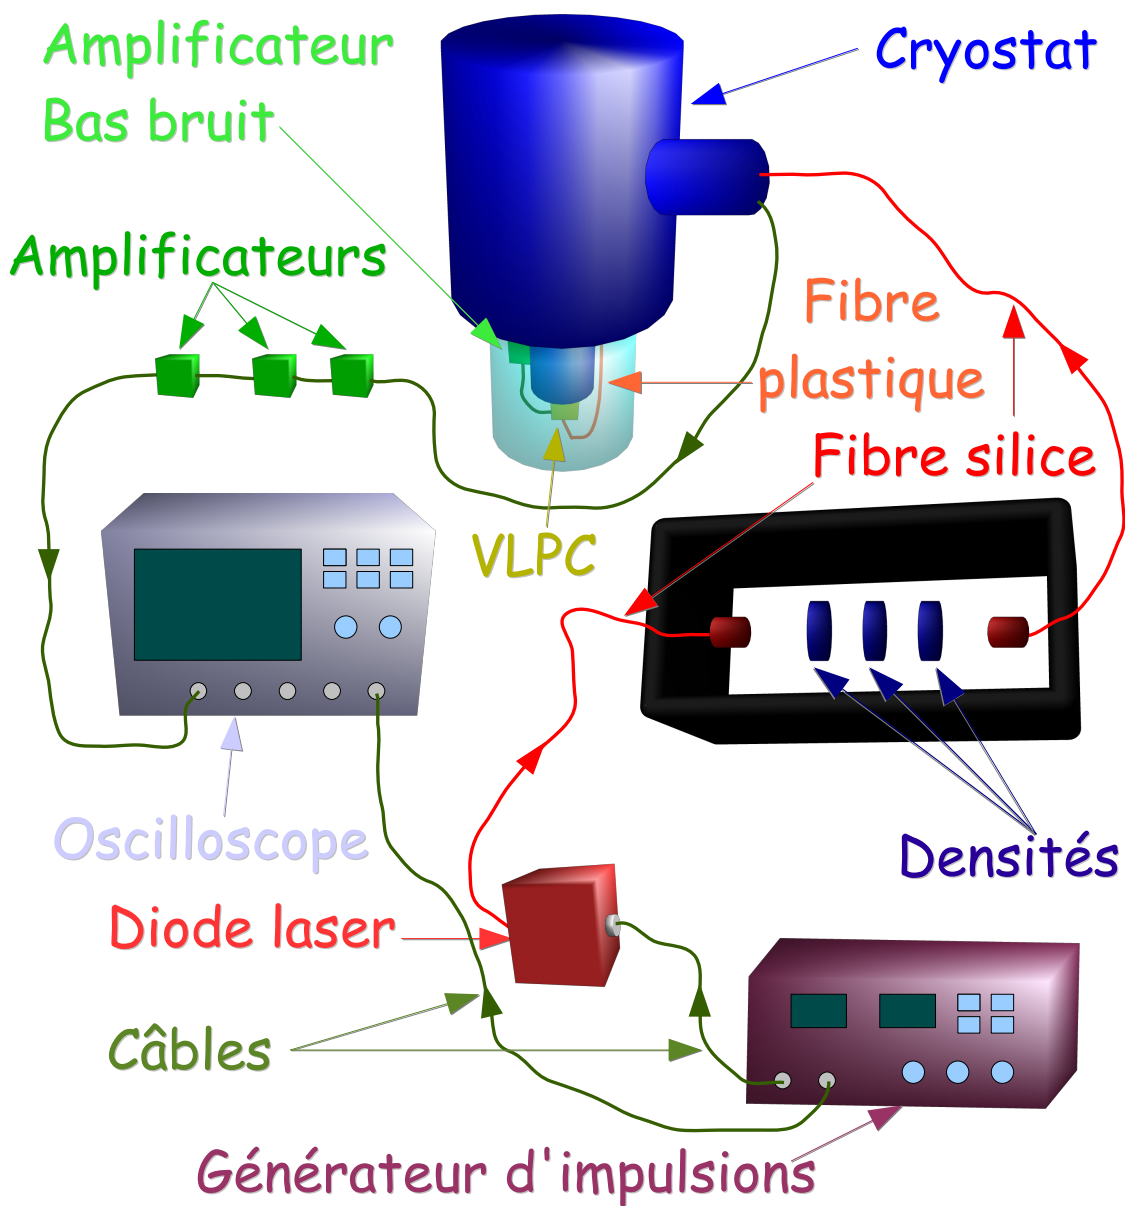 Amplificateur
Bas bruit
Cryostat
Amplificateurs
Fibre
plastique
Fibre silice
VLPC
Oscilloscope
Densités
Diode laser
Câbles
Générateur d'impulsions